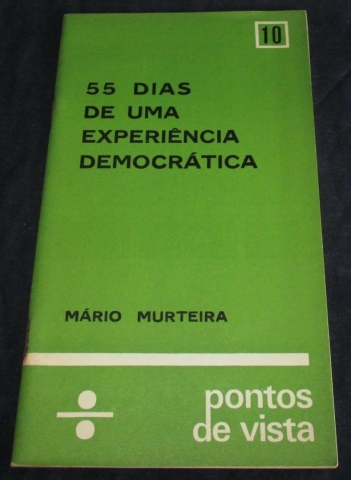 10
55 DIAS
DE UMA
EXPERIÊNCIA
DEMOCRÁTICA
MÁRIO MURTEIRA
pontos
de vista